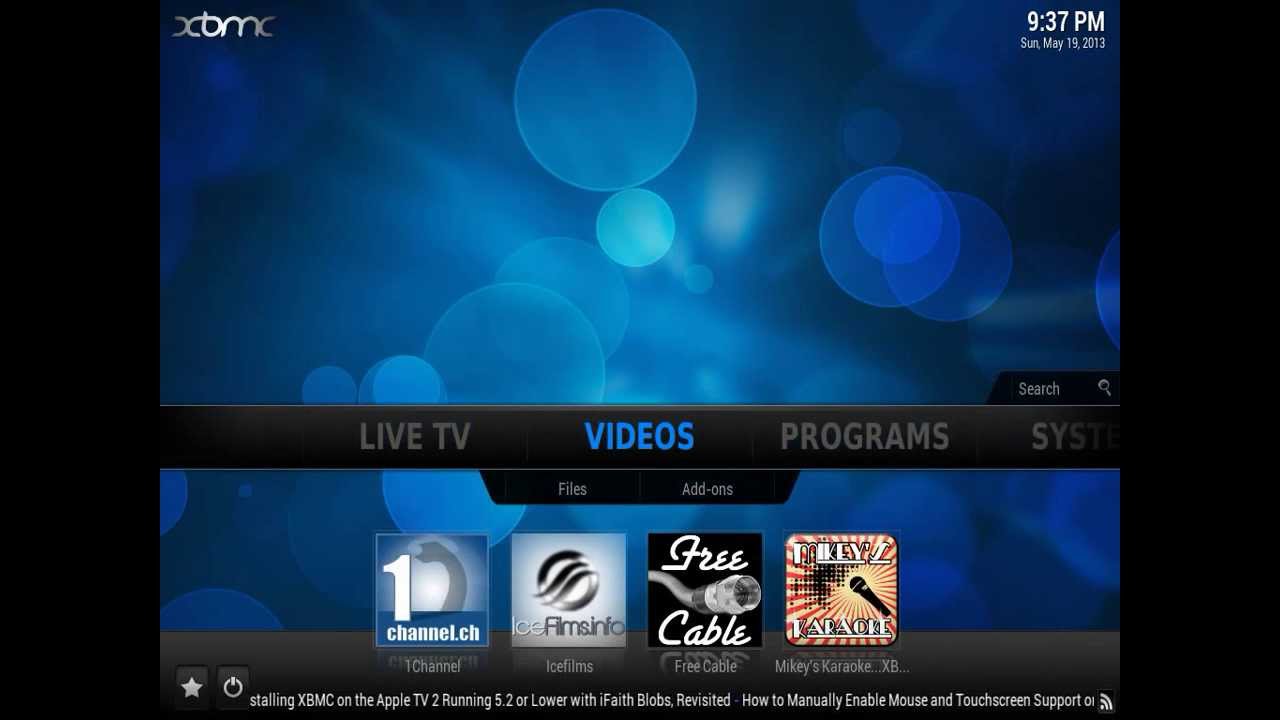 xbmc
9:37 PM
Sun, May 19, 2013
Search
LIVE TV
VIDEOS
PROGRAMS
SYSTE
Files
Add-ons
1
channel.ch
IceFilms.info
Free
Cable
MIKEY'S
KARAOKE
1Channel
Icefilms
Free Cable
Mikey's Karaoke...XB...
stalling XBMC on the Apple TV 2 Running 5.2 or Lower with iFaith Blobs, Revisited - How to Manually Enable Mouse and Touchscreen Support or